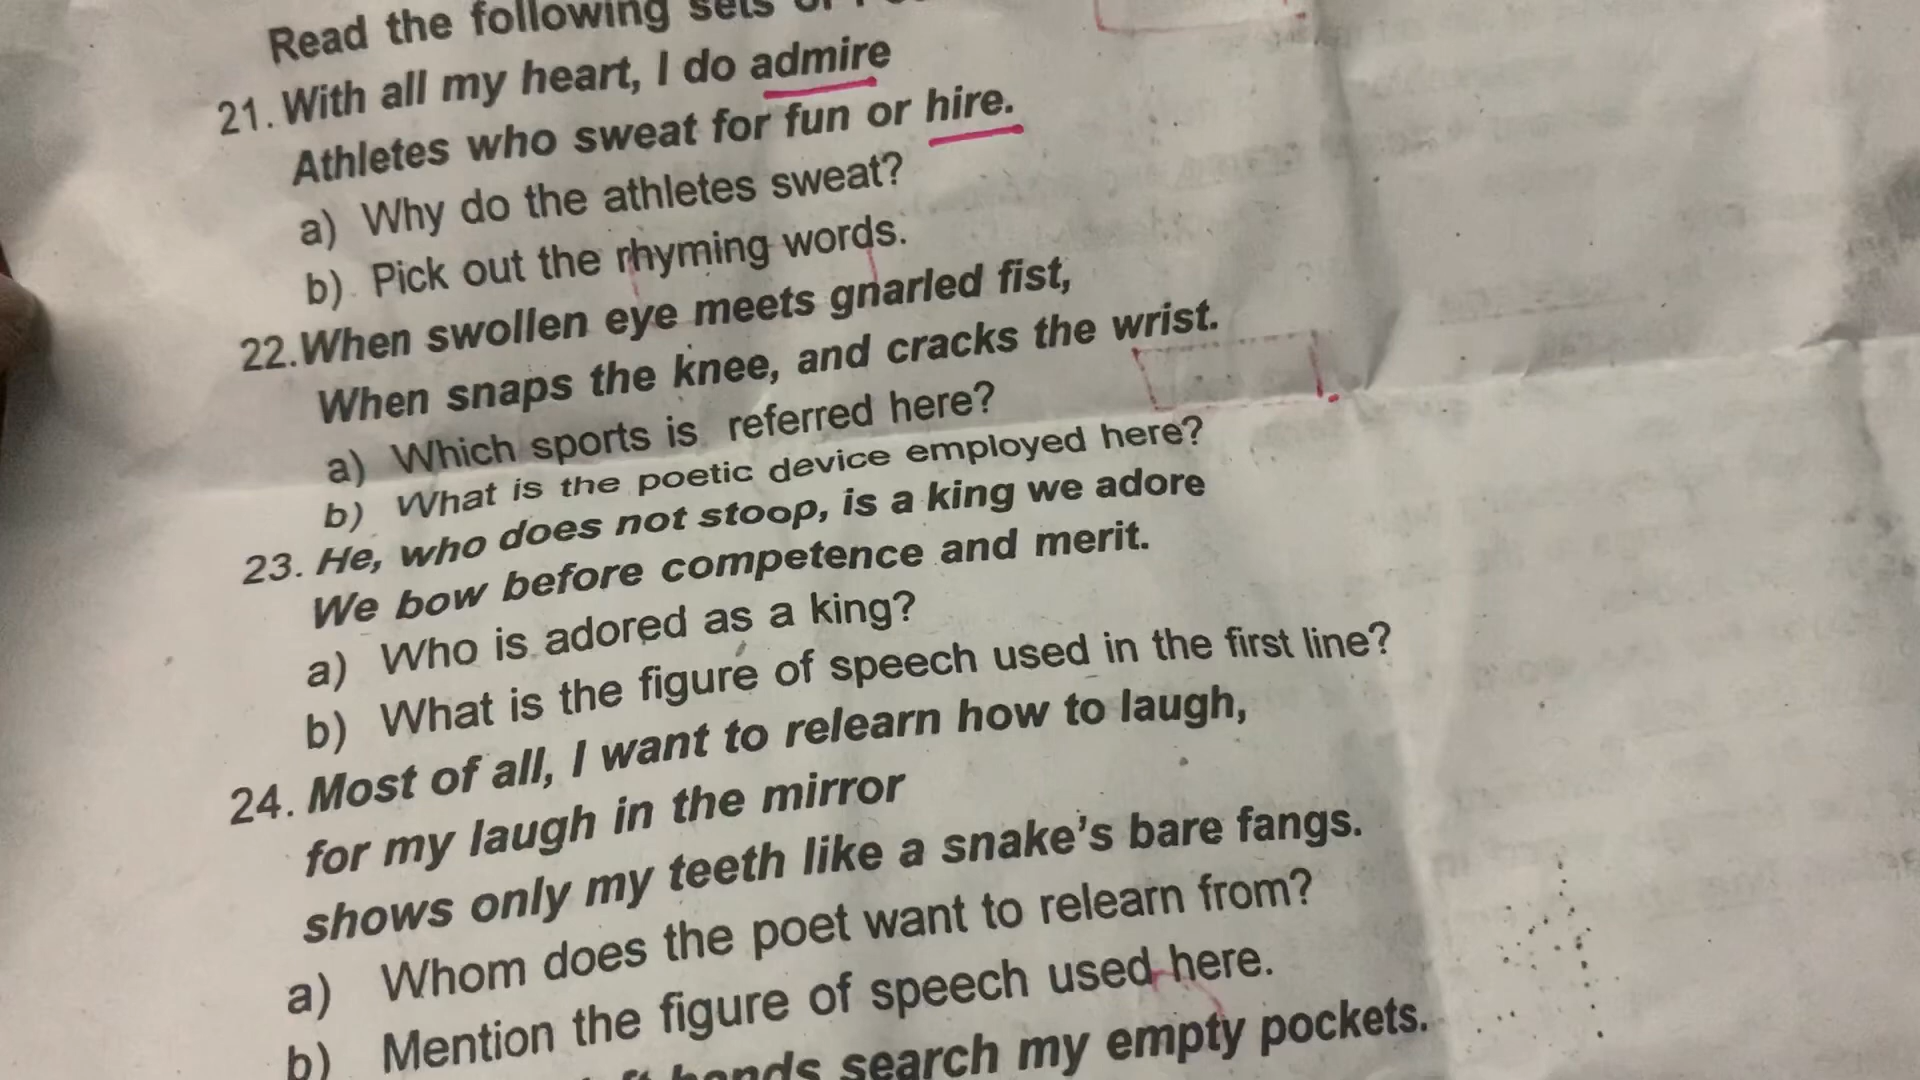 Read the following sets of
21. With all my heart, I do admire
Athletes who sweat for fun or hire.
a) Why do the athletes sweat?
b) Pick out the rhyming words.
22. When swollen eye meets gnarled fist,
When snaps the knee, and cracks the wrist.
a) Which sports is referred here?
b) What is the poetic device employed here?
23. He, who does not stoop, is a king we adore
We bow before competence and merit.
a) Who is adored as a king?
b) What is the figure of speech used in the first line?
24. Most of all, I want to relearn how to laugh,
for my laugh in the mirror
shows only my teeth like a snake's bare fangs.
a) Whom does the poet want to relearn from?
b) Mention the figure of speech used here.
hands search my empty pockets.